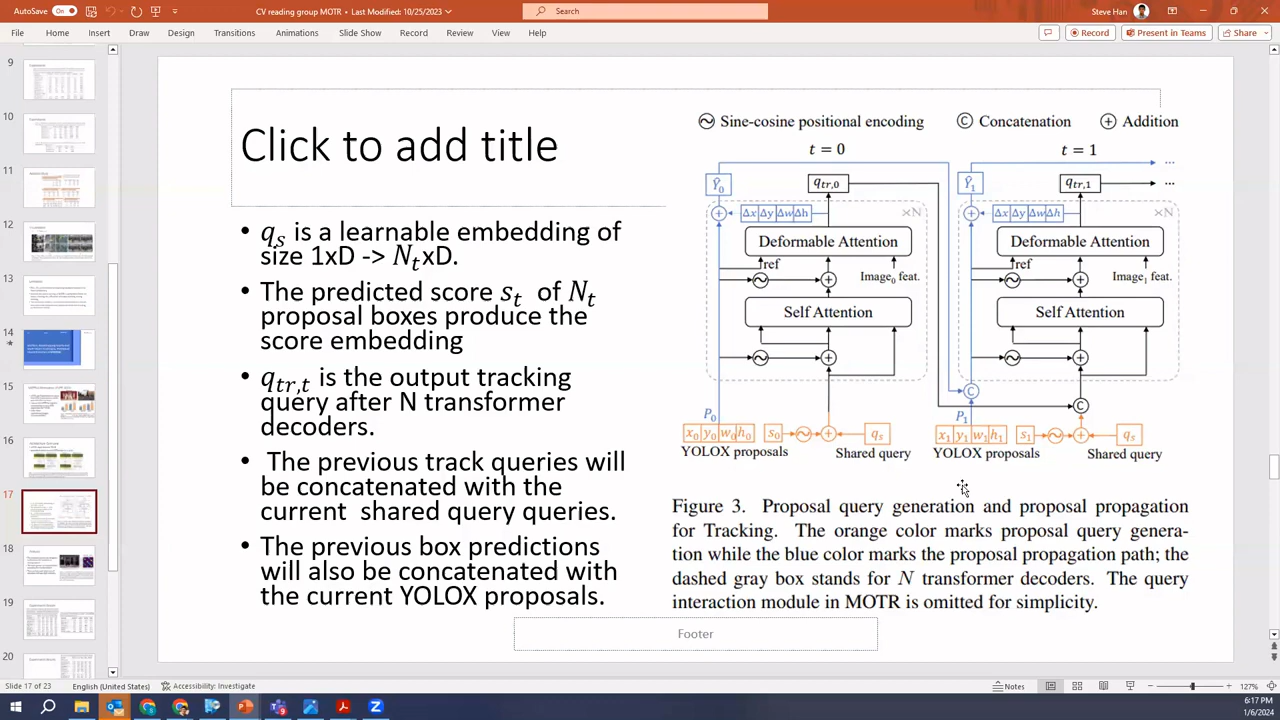 AutoSave On CV reading group MOTR • Last Modified: 10/25/2023 Search Steve Han
File Home Insert Draw Design Transitions Animations Slide Show Record Review View Help Record Present in Teams Share
9
10
11
12
13
14
15
16
17
18
19
20
Click to add title
• q_s is a learnable embedding of
size 1xD -> N_t xD.
• The predicted score s_t of N_t
proposal boxes produce the
score embedding
• q_{tr,t} is the output tracking
query after N transformer
decoders.
• The previous track queries will
be concatenated with the
current shared query queries.
• The previous box predictions
will also be concatenated with
the current YOLOX proposals.
Sine-cosine positional encoding C Concatenation + Addition
t = 0 t = 1
Ŷ_0 q_{tr,0} Ŷ_1 q_{tr,1}
Δx Δy Δw Δh ×N Δx Δy Δw Δh ×N
Deformable Attention Deformable Attention
ref Image_0 feat. ref Image_1 feat.
Self Attention Self Attention
C
P_0 P_1 C
x_0 y_0 w_0 h_0 s_0 q_s x_1 y_1 w_1 h_1 s_1 q_s
YOLOX proposals Shared query YOLOX proposals Shared query
Figure 3. Proposal query generation and proposal propagation
for Tracking. The orange color marks proposal query genera-
tion while the blue color marks the proposal propagation path; the
dashed gray box stands for N transformer decoders. The query
interaction module in MOTR is omitted for simplicity.
Footer
Slide 17 of 23 English (United States) Accessibility: Investigate Notes 127%
6:17 PM
1/6/2024